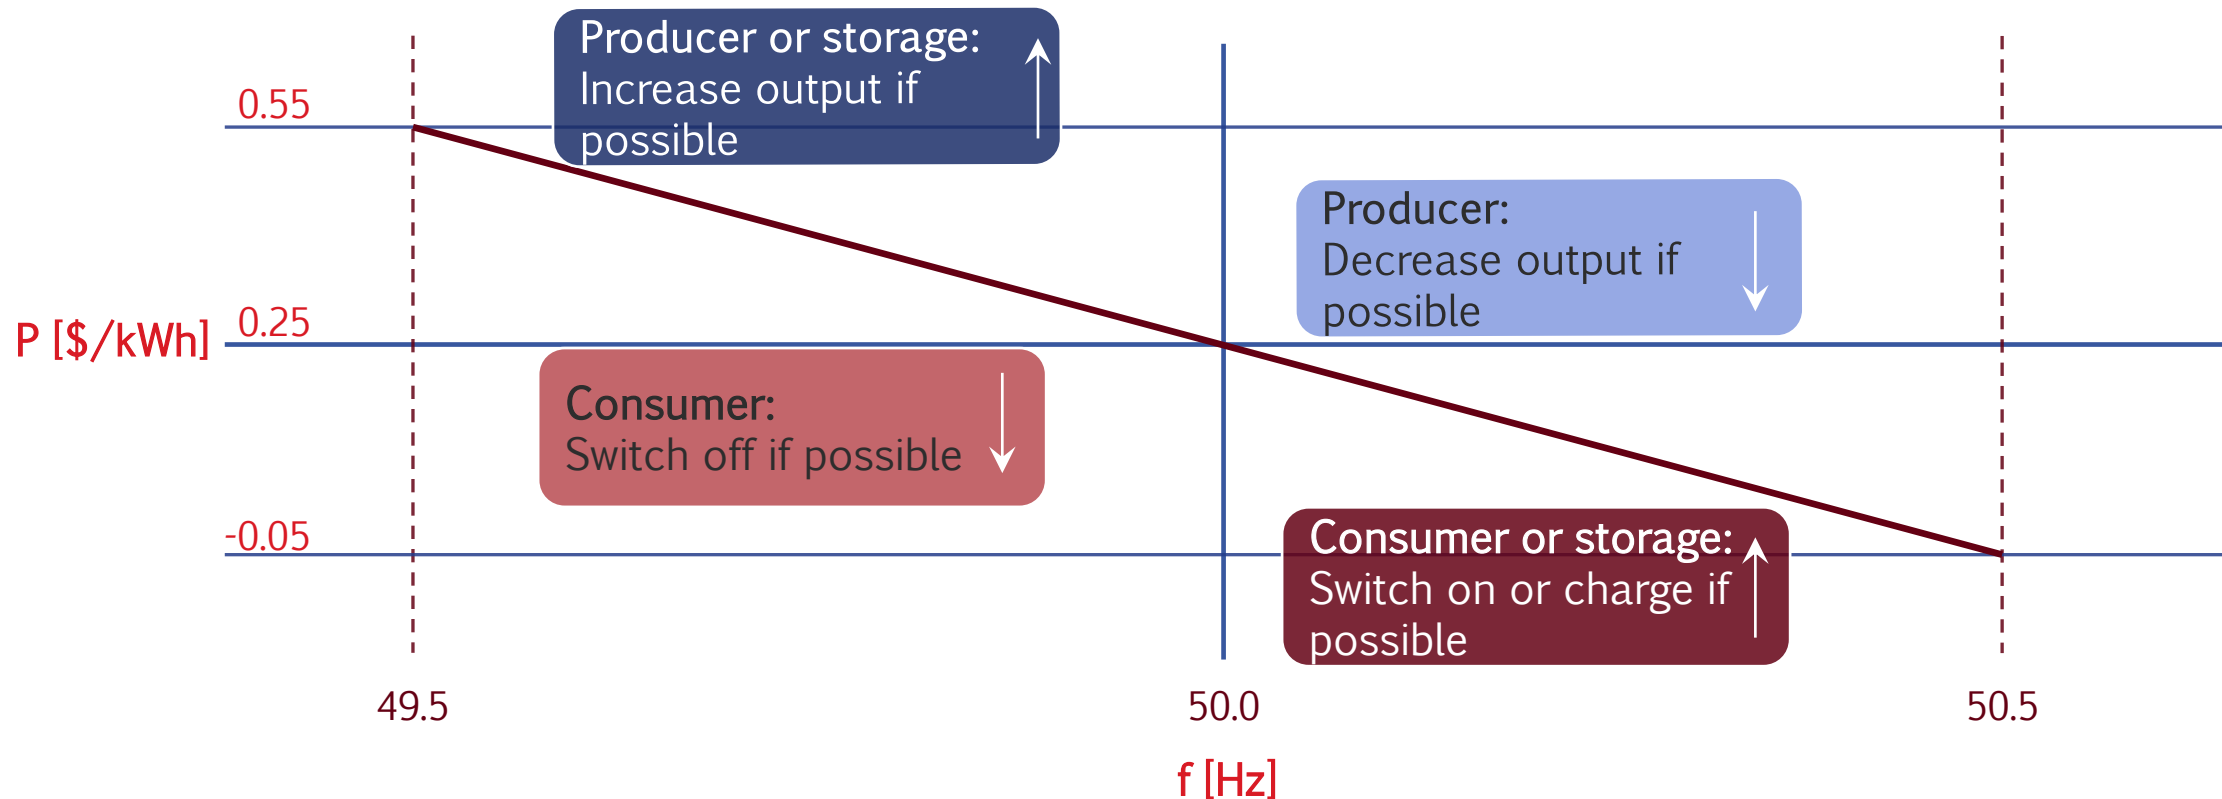 Producer or storage:
Increase output if
possible
0.55
Producer:
Decrease output if
possible
0.25
P [$/kWh]
Consumer:
Switch off if possible
-0.05
Consumer or storage:
Switch on or charge if
possible
49.5
50.0
50.5
f [Hz]